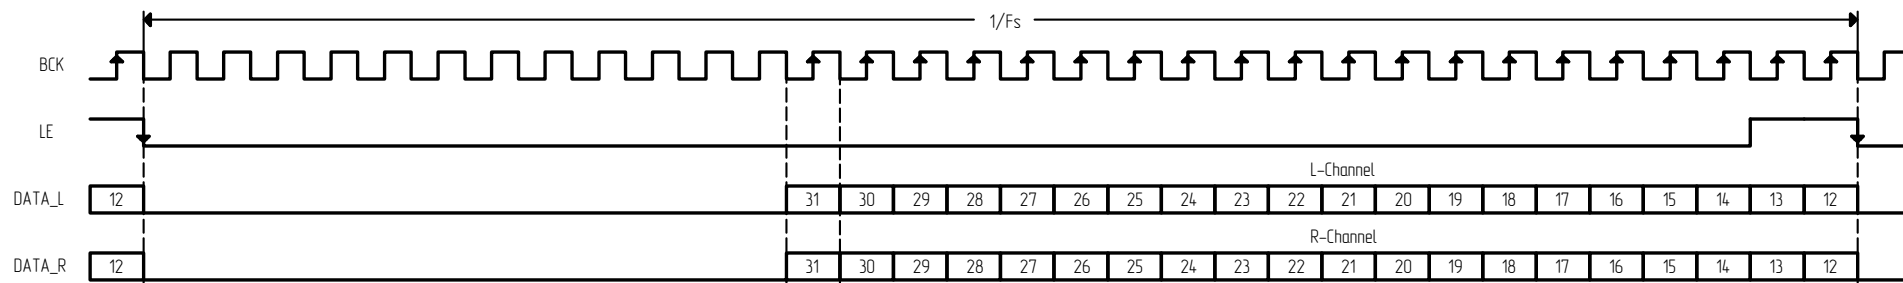 1/Fs
BCK
LE
L-Channel
DATA_L 12 31 30 29 28 27 26 25 24 23 22 21 20 19 18 17 16 15 14 13 12
R-Channel
DATA_R 12 31 30 29 28 27 26 25 24 23 22 21 20 19 18 17 16 15 14 13 12